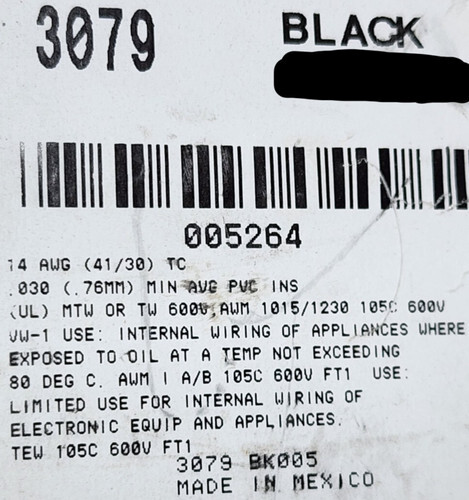 3079 BLACK
005264
14 AWG (41/30) TC
.030 (.76MM) MIN AVG PVC INS
(UL) MTW OR TW 600V,AWM 1015/1230 105C 600V
VW-1 USE: INTERNAL WIRING OF APPLIANCES WHERE
EXPOSED TO OIL AT A TEMP NOT EXCEEDING
80 DEG C. AWM I A/B 105C 600V FT1 USE:
LIMITED USE FOR INTERNAL WIRING OF
ELECTRONIC EQUIP AND APPLIANCES.
TEW 105C 600V FT1
3079 BK005
MADE IN MEXICO